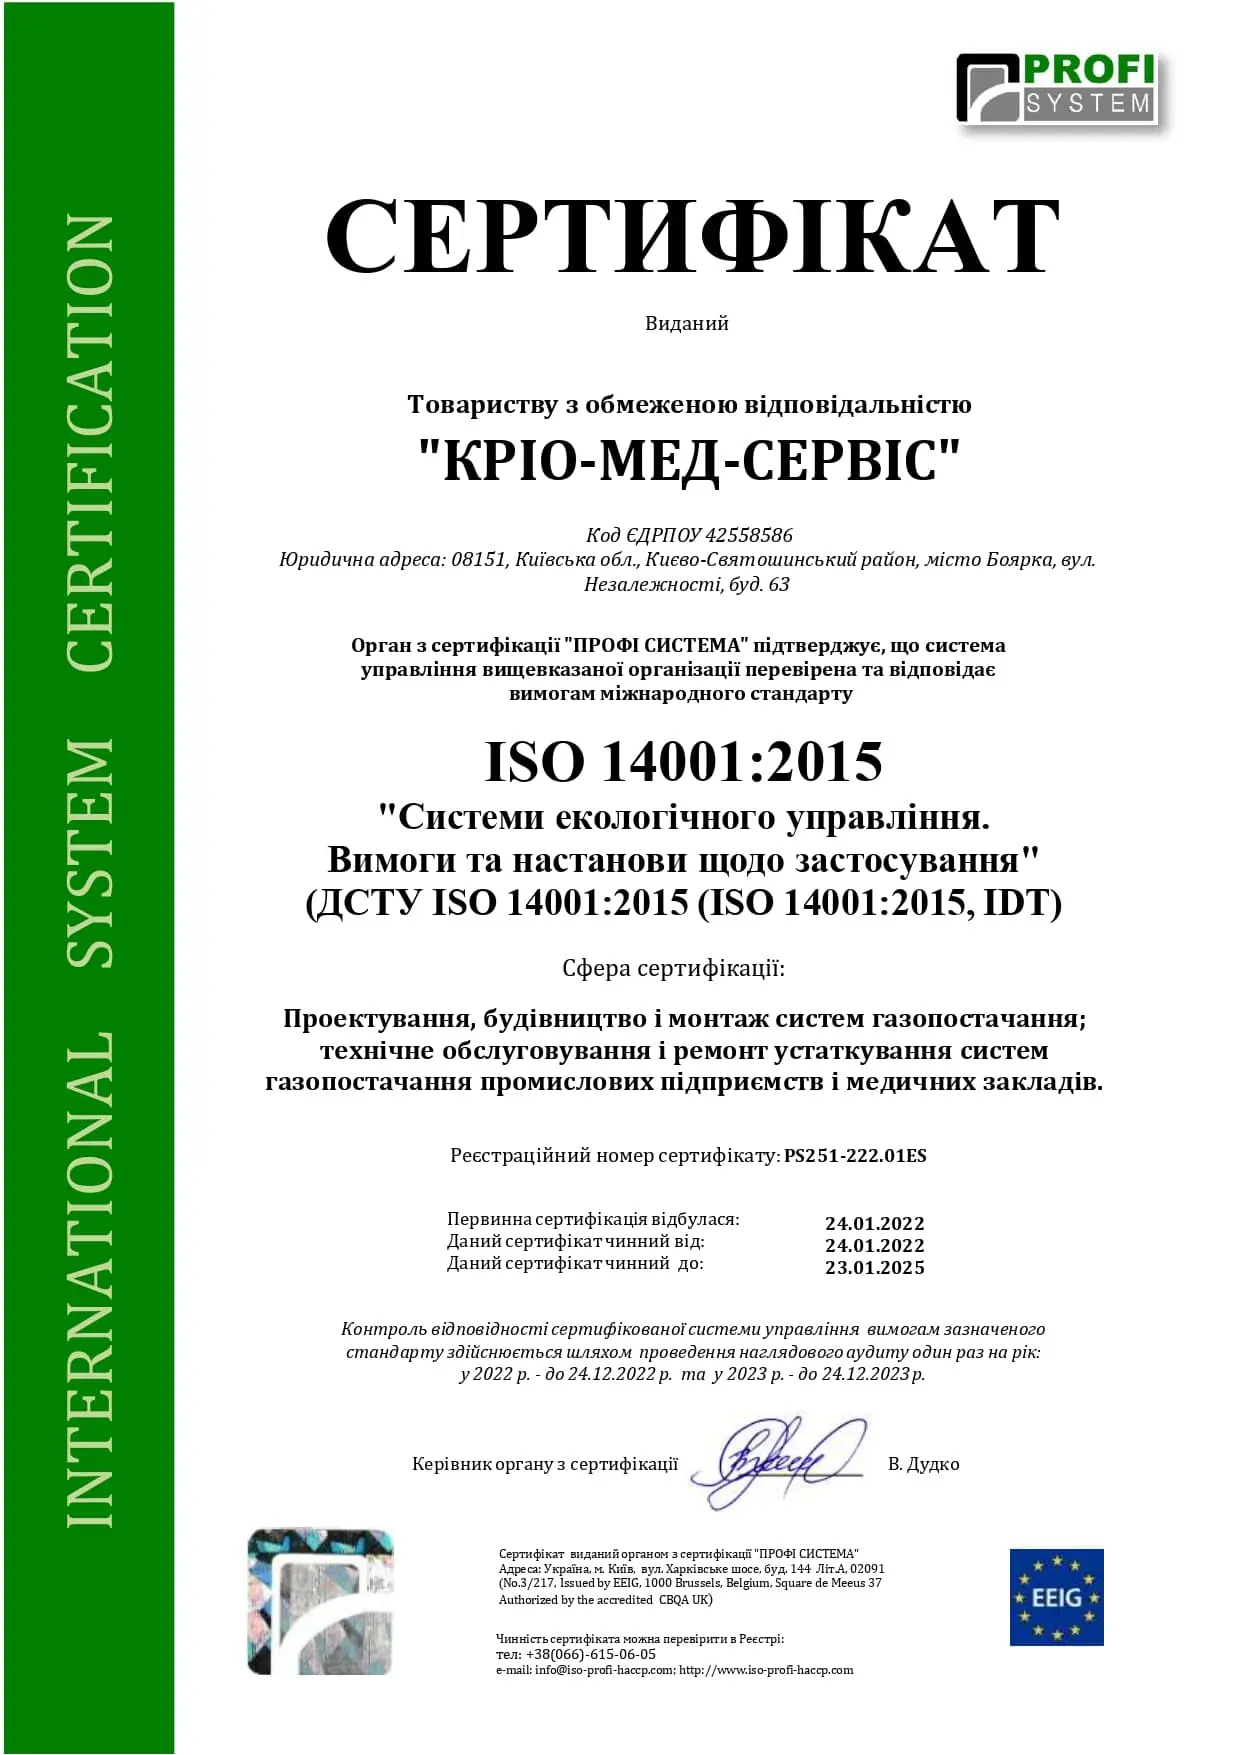 INTERNATIONAL SYSTEM CERTIFICATION
PROFI
SYSTEM
СЕРТИФІКАТ
Виданий
Товариству з обмеженою відповідальністю
"КРІО-МЕД-СЕРВІС"
Код ЄДРПОУ 42558586
Юридична адреса: 08151, Київська обл., Києво-Святошинський район, місто Боярка, вул.
Незалежності, буд. 63
Орган з сертифікації "ПРОФІ СИСТЕМА" підтверджує, що система
управління вищевказаної організації перевірена та відповідає
вимогам міжнародного стандарту
ISO 14001:2015
"Системи екологічного управління.
Вимоги та настанови щодо застосування"
(ДСТУ ISO 14001:2015 (ISO 14001:2015, IDT)
Сфера сертифікації:
Проектування, будівництво і монтаж систем газопостачання;
технічне обслуговування і ремонт устаткування систем
газопостачання промислових підприємств і медичних закладів.
Реєстраційний номер сертифікату: PS251-222.01ES
Первинна сертифікація відбулася: 24.01.2022
Даний сертифікат чинний від: 24.01.2022
Даний сертифікат чинний до: 23.01.2025
Контроль відповідності сертифікованої системи управління вимогам зазначеного
стандарту здійснюється шляхом проведення наглядового аудиту один раз на рік:
у 2022 р. - до 24.12.2022 р. та у 2023 р. - до 24.12.2023 р.
Керівник органу з сертифікації В. Дудко
Сертифікат виданий органом з сертифікації "ПРОФІ СИСТЕМА"
Адреса: Україна, м. Київ, вул. Харківське шосе, буд. 144 Літ.А, 02091
(No.3/217, Issued by EEIG, 1000 Brussels, Belgium, Square de Meeus 37
Authorized by the accredited CBQA UK)
EEIG
Чинність сертифіката можна перевірити в Реєстрі:
тел: +38(066)-615-06-05
e-mail: info@iso-profi-haccp.com; http://www.iso-profi-haccp.com